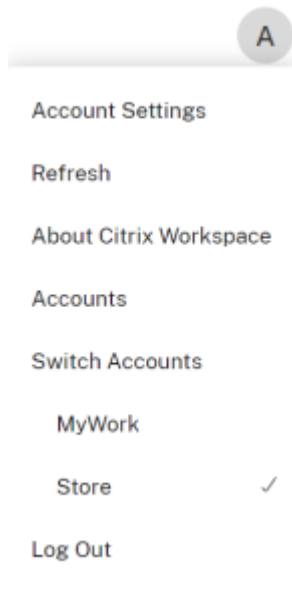 A
Account Settings
Refresh
About Citrix Workspace
Accounts
Switch Accounts
MyWork
Store
Log Out